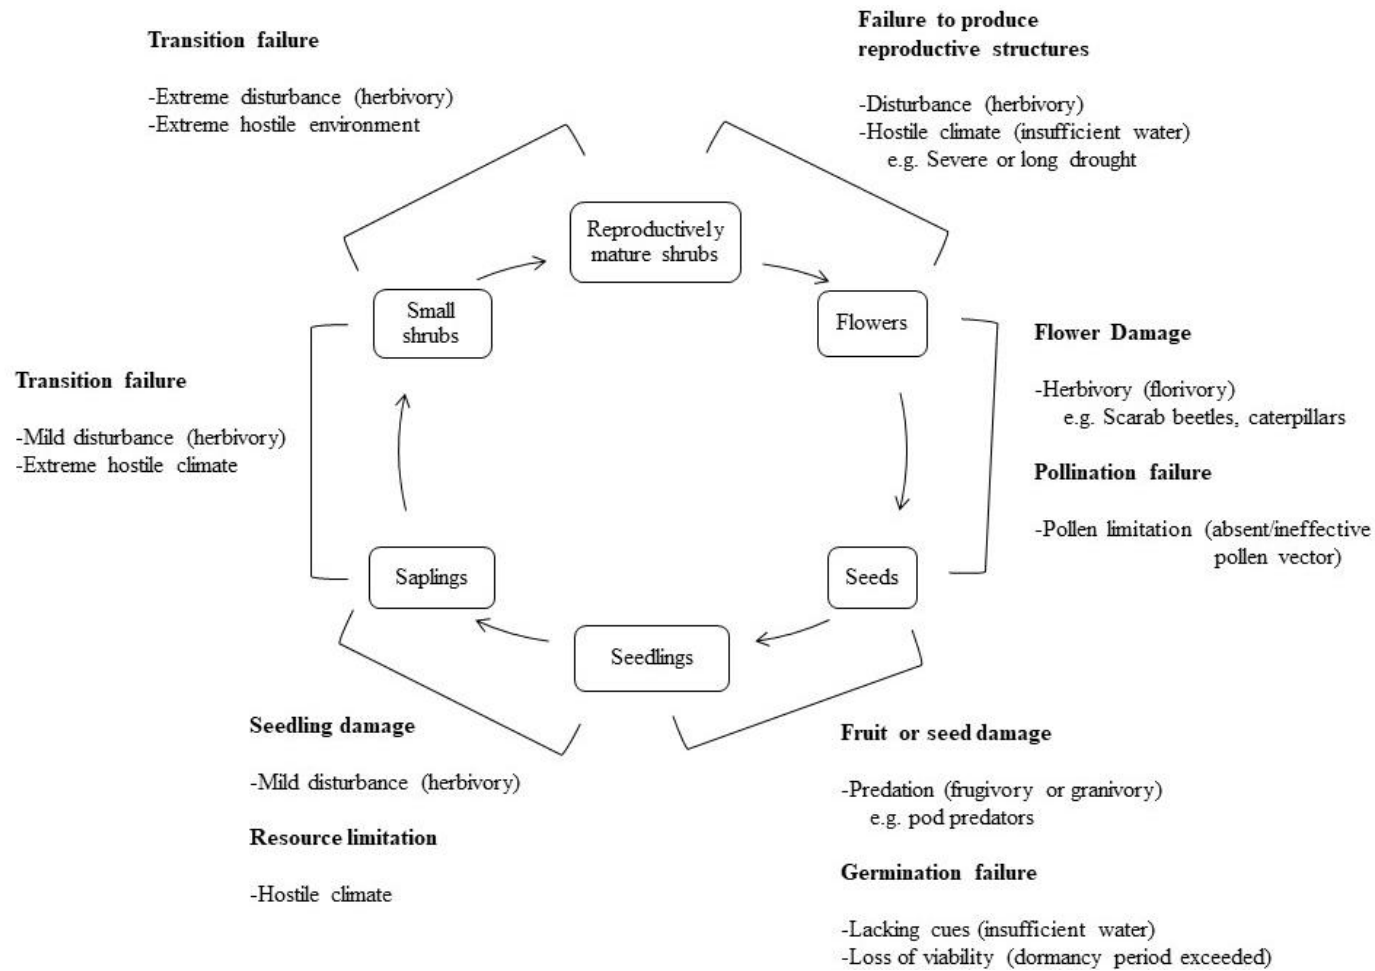 Transition failure
-Extreme disturbance (herbivory)
-Extreme hostile environment
Failure to produce
reproductive structures
-Disturbance (herbivory)
-Hostile climate (insufficient water)
e.g. Severe or long drought
Reproductively
mature shrubs
Small
shrubs
Flowers
Flower Damage
-Herbivory (florivory)
e.g. Scarab beetles, caterpillars
Pollination failure
-Pollen limitation (absent/ineffective
pollen vector)
Transition failure
-Mild disturbance (herbivory)
-Extreme hostile climate
Saplings
Seeds
Seedlings
Seedling damage
-Mild disturbance (herbivory)
Resource limitation
-Hostile climate
Fruit or seed damage
-Predation (frugivory or granivory)
e.g. pod predators
Germination failure
-Lacking cues (insufficient water)
-Loss of viability (dormancy period exceeded)